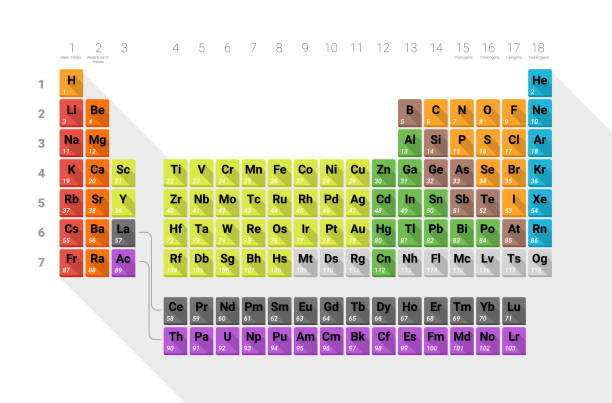 1 2 3 4 5 6 7 8 9 10 11 12 13 14 15 16 17 18
Alkali metals Alkaline earth metals Pnictogens Chalcogens Halogens Noble gases
1 H He
1 2
2 Li Be B C N O F Ne
3 4 5 6 7 8 9 10
3 Na Mg Al Si P S Cl Ar
11 12 13 14 15 16 17 18
4 K Ca Sc Ti V Cr Mn Fe Co Ni Cu Zn Ga Ge As Se Br Kr
19 20 21 22 23 24 25 26 27 28 29 30 31 32 33 34 35 36
5 Rb Sr Y Zr Nb Mo Tc Ru Rh Pd Ag Cd In Sn Sb Te I Xe
37 38 39 40 41 42 43 44 45 46 47 48 49 50 51 52 53 54
6 Cs Ba La Hf Ta W Re Os Ir Pt Au Hg Tl Pb Bi Po At Rn
55 56 57 72 73 74 75 76 77 78 79 80 81 82 83 84 85 86
7 Fr Ra Ac Rf Db Sg Bh Hs Mt Ds Rg Cn Nh Fl Mc Lv Ts Og
87 88 89 104 105 106 107 108 109 110 111 112 113 114 115 116 117 118
Ce Pr Nd Pm Sm Eu Gd Tb Dy Ho Er Tm Yb Lu
58 59 60 61 62 63 64 65 66 67 68 69 70 71
Th Pa U Np Pu Am Cm Bk Cf Es Fm Md No Lr
90 91 92 93 94 95 96 97 98 99 100 101 102 103